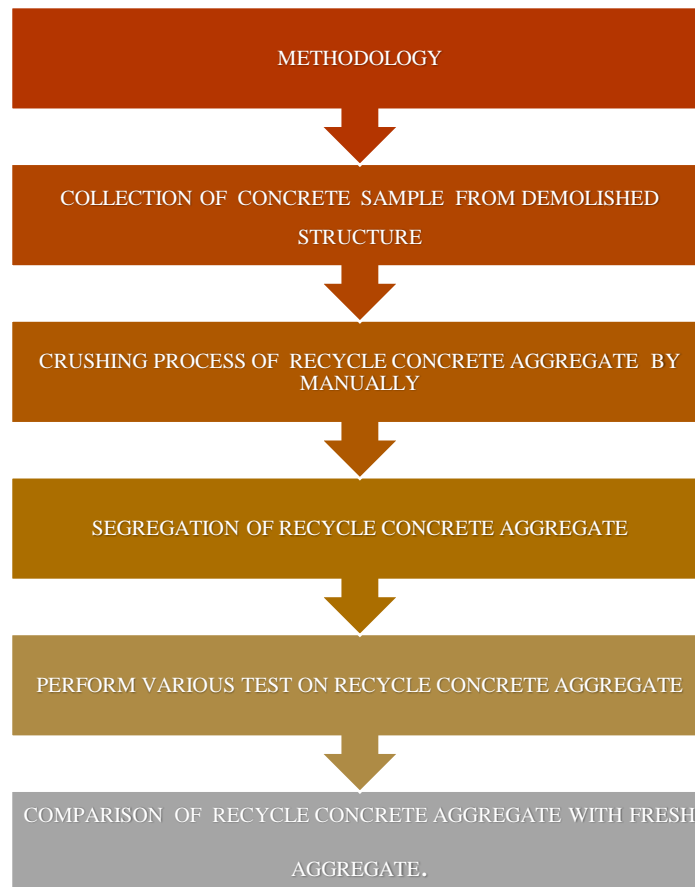 METHODOLOGY
COLLECTION OF CONCRETE SAMPLE FROM DEMOLISHED
STRUCTURE
CRUSHING PROCESS OF RECYCLE CONCRETE AGGREGATE BY
MANUALLY
SEGREGATION OF RECYCLE CONCRETE AGGREGATE
PERFORM VARIOUS TEST ON RECYCLE CONCRETE AGGREGATE
COMPARISON OF RECYCLE CONCRETE AGGREGATE WITH FRESH
AGGREGATE.